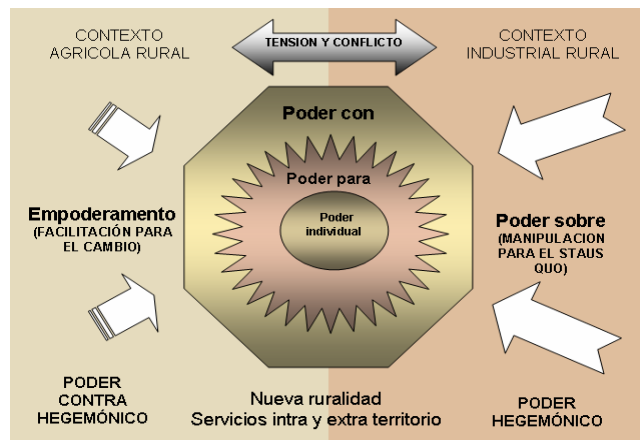 CONTEXTO
AGRICOLA RURAL
TENSION Y CONFLICTO
CONTEXTO
INDUSTRIAL RURAL
Poder con
Poder para
Poder
individual
Empoderamento
(FACILITACIÓN PARA
EL CAMBIO)
Poder sobre
(MANIPULACION
PARA EL STAUS
QUO)
PODER
CONTRA
HEGEMÓNICO
Nueva ruralidad
Servicios intra y extra territorio
PODER
HEGEMÓNICO